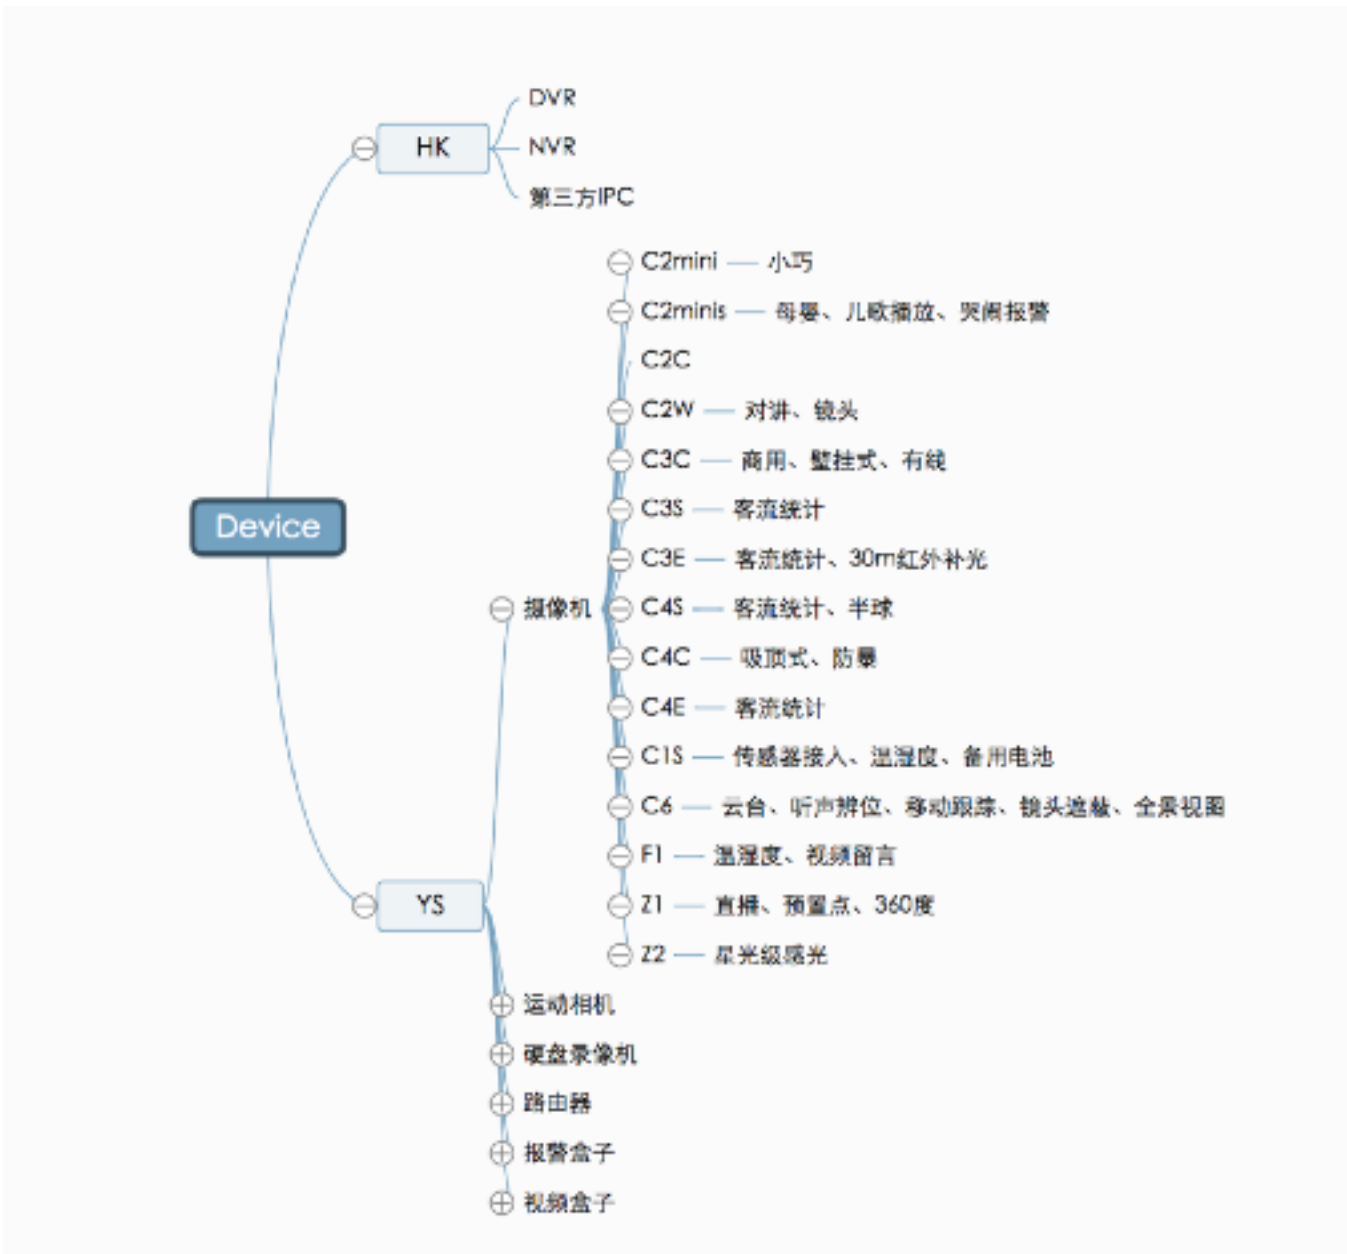 DVR
HK
NVR
第三方IPC
C2mini 小巧
C2minis 母婴、儿歌播放、哭闹报警
C2C
C2W 对讲、镜头
C3C 商用、壁挂式、有线
C3S 客流统计
Device
C3E 客流统计、30m红外补光
摄像机
C4S 客流统计、半球
C4C 吸顶式、防暴
C4E 客流统计
C1S 传感器接入、温湿度、备用电池
C6 云台、听声辨位、移动跟踪、镜头遮蔽、全景视图
F1 温湿度、视频留言
YS
Z1 直播、预置点、360度
Z2 星光级感光
运动相机
硬盘录像机
路由器
报警盒子
视频盒子